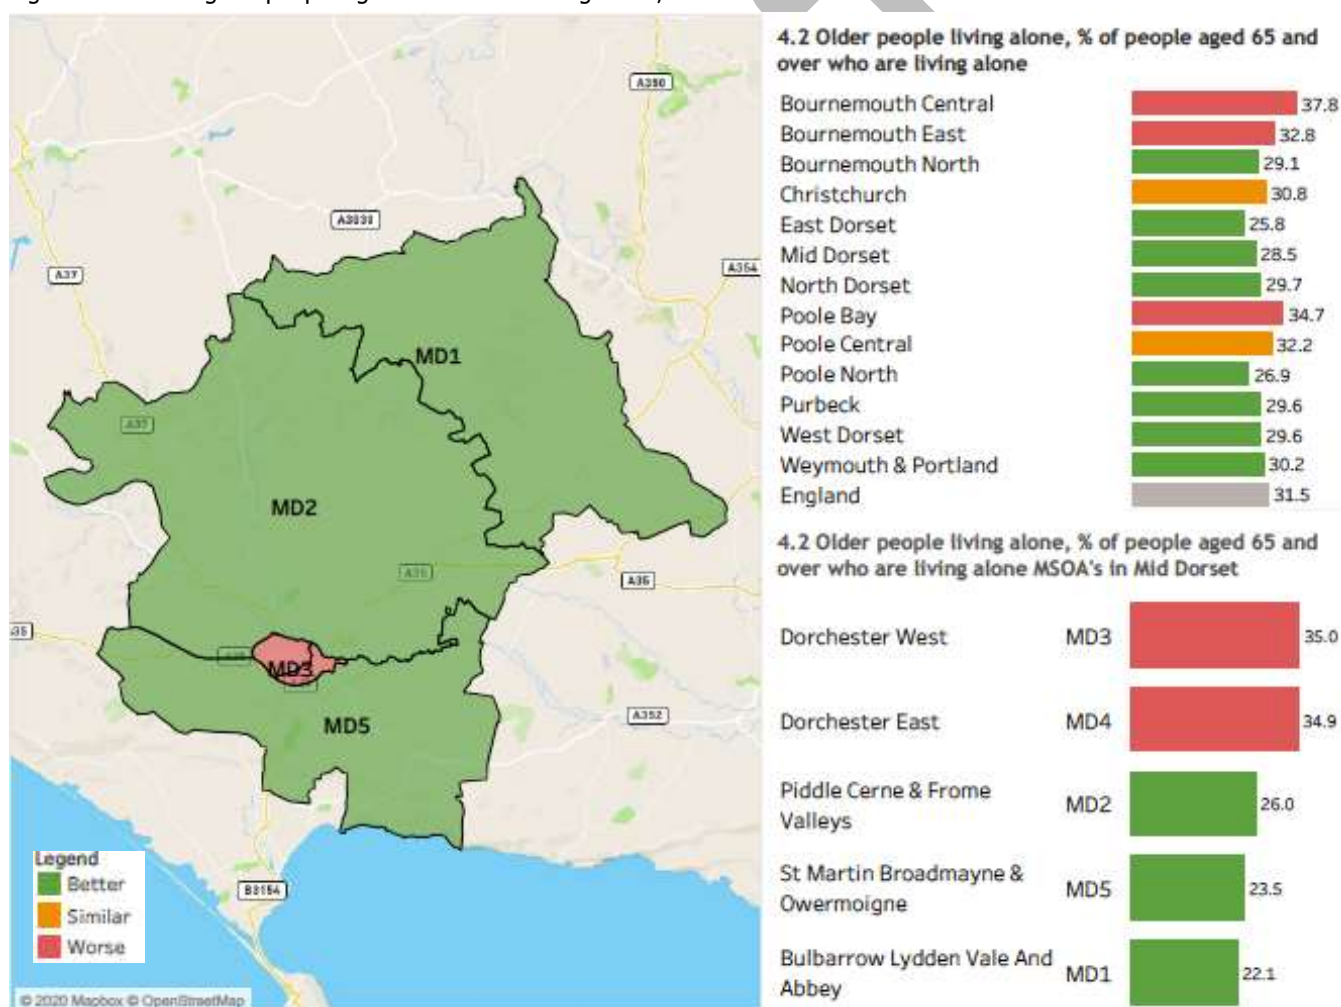 4.2 Older people living alone, % of people aged 65 and
over who are living alone
Bournemouth Central 37.8
Bournemouth East 32.8
Bournemouth North 29.1
Christchurch 30.8
East Dorset 25.8
Mid Dorset 28.5
North Dorset 29.7
Poole Bay 34.7
Poole Central 32.2
Poole North 26.9
Purbeck 29.6
West Dorset 29.6
Weymouth & Portland 30.2
England 31.5
4.2 Older people living alone, % of people aged 65 and
over who are living alone MSOA's in Mid Dorset
Dorchester West MD3 35.0
Dorchester East MD4 34.9
Piddle Cerne & Frome
Valleys MD2 26.0
St Martin Broadmayne &
Owermoigne MD5 23.5
Bulbarrow Lydden Vale And
Abbey MD1 22.1
A350
A3030
A37
A354
MD1
A37
MD2
A35
A35
A35
MD3
A352
MD5
Legend
Better
Similar
Worse
B3154
© 2020 Mapbox © OpenStreetMap